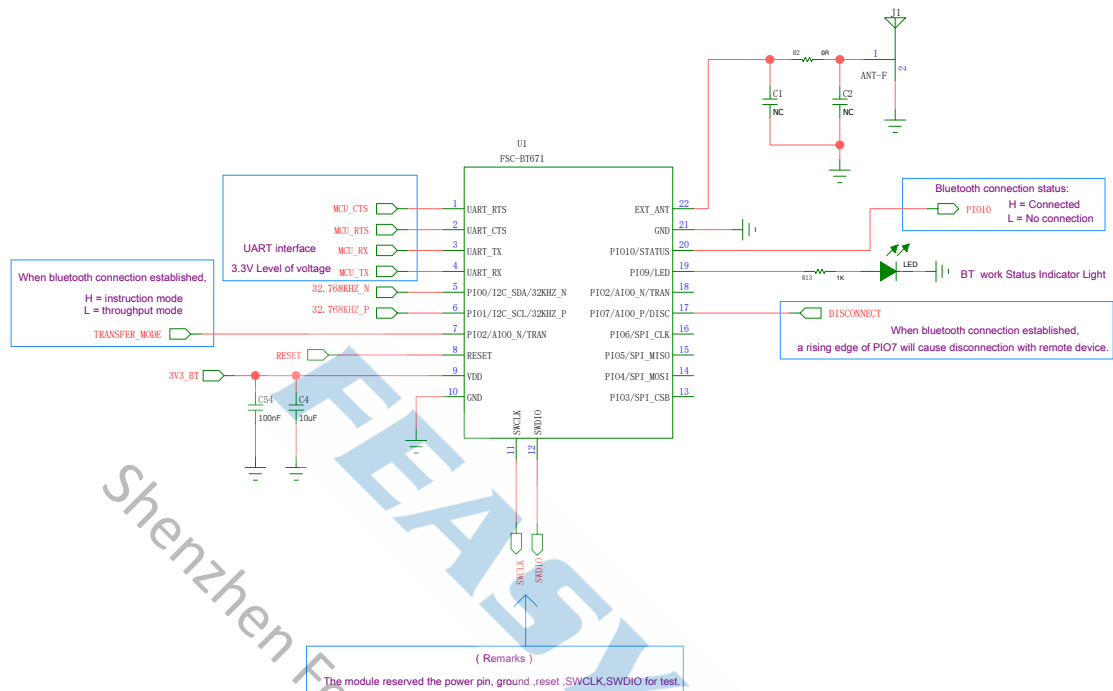 J1
R2
0R
1
2
ANT-F
C1
NC
C2
NC
U1
FSC-BT671
MCU_CTS
MCU_RTS
MCU_RX
MCU_TX
UART interface
3.3V Level of voltage
32.768KHZ_N
32.768KHZ_P
When bluetooth connection established,
H = instruction mode
L = throughput mode
TRANSFER_MODE
RESET
3V3_BT
C54
100nF
C4
10uF
1 UART_RTS
2 UART_CTS
3 UART_TX
4 UART_RX
5 PIO0/I2C_SDA/32KHZ_N
6 PIO1/I2C_SCL/32KHZ_P
7 PIO2/AIO0_N/TRAN
8 RESET
9 VDD
10 GND
11 SWCLK
12 SWDIO
EXT_ANT 22
GND 21
PIO10/STATUS 20
PIO9/LED 19
PIO2/AIO0_N/TRAN 18
PIO7/AIO0_P/DISC 17
PIO6/SPI_CLK 16
PIO5/SPI_MISO 15
PIO4/SPI_MOSI 14
PIO3/SPI_CSB 13
Bluetooth connection status:
PIO10
H = Connected
L = No connection
R13
1K
LED
BT work Status Indicator Light
DISCONNECT
When bluetooth connection established,
a rising edge of PIO7 will cause disconnection with remote device.
SWCLK
SWDIO
( Remarks )
The module reserved the power pin, ground ,reset ,SWCLK,SWDIO for test.
FEASY
Shenzhen Fe